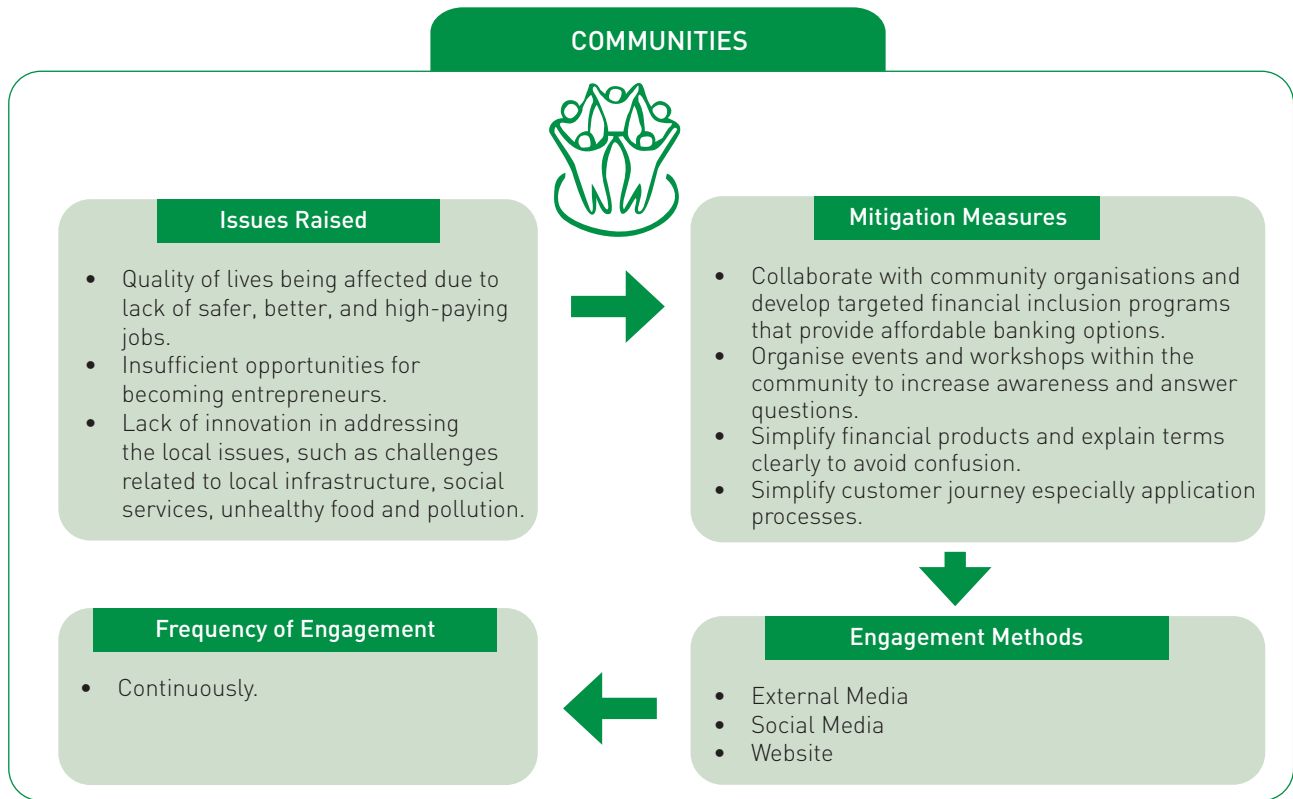 COMMUNITIES
Issues Raised
• Quality of lives being affected due to
lack of safer, better, and high-paying
jobs.
• Insufficient opportunities for
becoming entrepreneurs.
• Lack of innovation in addressing
the local issues, such as challenges
related to local infrastructure, social
services, unhealthy food and pollution.
Mitigation Measures
• Collaborate with community organisations and
develop targeted financial inclusion programs
that provide affordable banking options.
• Organise events and workshops within the
community to increase awareness and answer
questions.
• Simplify financial products and explain terms
clearly to avoid confusion.
• Simplify customer journey especially application
processes.
Engagement Methods
• External Media
• Social Media
• Website
Frequency of Engagement
• Continuously.